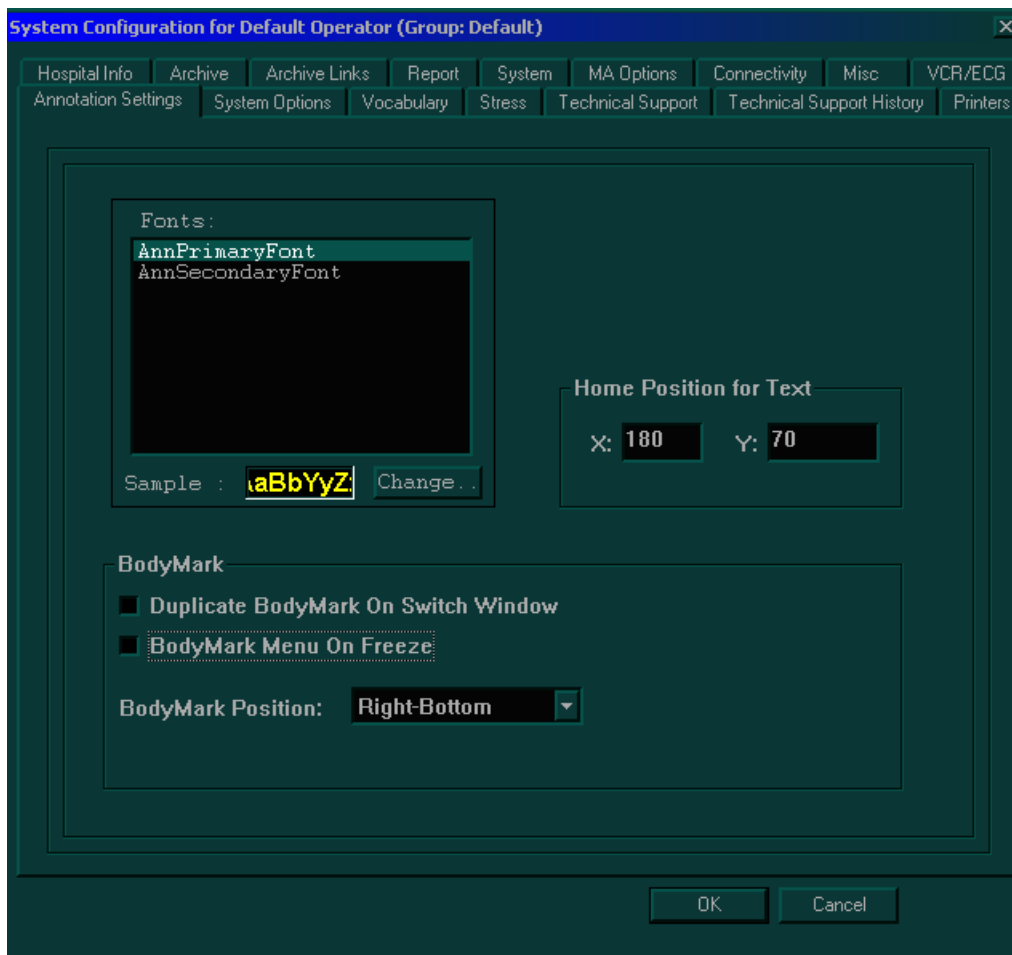 System Configuration for Default Operator (Group: Default)
Hospital Info Archive Archive Links Report System MA Options Connectivity Misc VCR/ECG
Annotation Settings System Options Vocabulary Stress Technical Support Technical Support History Printers
Fonts:
AnnPrimaryFont
AnnSecondaryFont
Home Position for Text
X: 180 Y: 70
Sample : aBbYyZ Change..
BodyMark
Duplicate BodyMark On Switch Window
BodyMark Menu On Freeze
BodyMark Position: Right-Bottom
OK Cancel